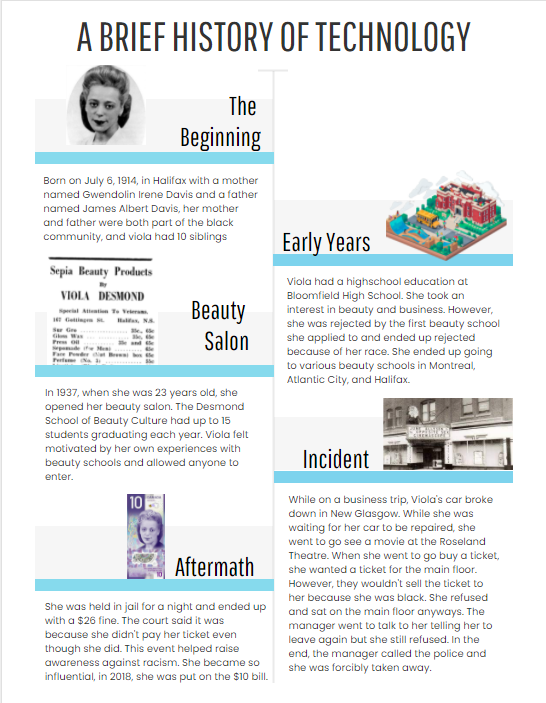 A BRIEF HISTORY OF TECHNOLOGY
The
Beginning
Born on July 6, 1914, in Halifax with a mother
named Gwendolin Irene Davis and a father
named James Albert Davis, her mother
and father were both part of the black
community, and viola had 10 siblings
Early Years
Viola had a highschool education at
Bloomfield High School. She took an
interest in beauty and business. However,
she was rejected by the first beauty school
she applied to and ended up rejected
because of her race. She ended up going
to various beauty schools in Montreal,
Atlantic City, and Halifax.
Sepia Beauty Products
By
VIOLA DESMOND
Special Attention To Veterans.
Halifax, N.S.
Press Oil
Face Powder
Beauty
Salon
In 1937, when she was 23 years old, she
opened her beauty salon. The Desmond
School of Beauty Culture had up to 15
students graduating each year. Viola felt
motivated by her own experiences with
beauty schools and allowed anyone to
enter.
Incident
While on a business trip, Viola's car broke
down in New Glasgow. While she was
waiting for her car to be repaired, she
went to go see a movie at the Roseland
Theatre. When she went to go buy a ticket,
she wanted a ticket for the main floor.
However, they wouldn't sell the ticket to
her because she was black. She refused
and sat on the main floor anyways. The
manager went to talk to her telling her to
leave again but she still refused. In the
end, the manager called the police and
she was forcibly taken away.
10
Aftermath
She was held in jail for a night and ended up
with a $26 fine. The court said it was
because she didn't pay her ticket even
though she did. This event helped raise
awareness against racism. She became so
influential, in 2018, she was put on the $10 bill.